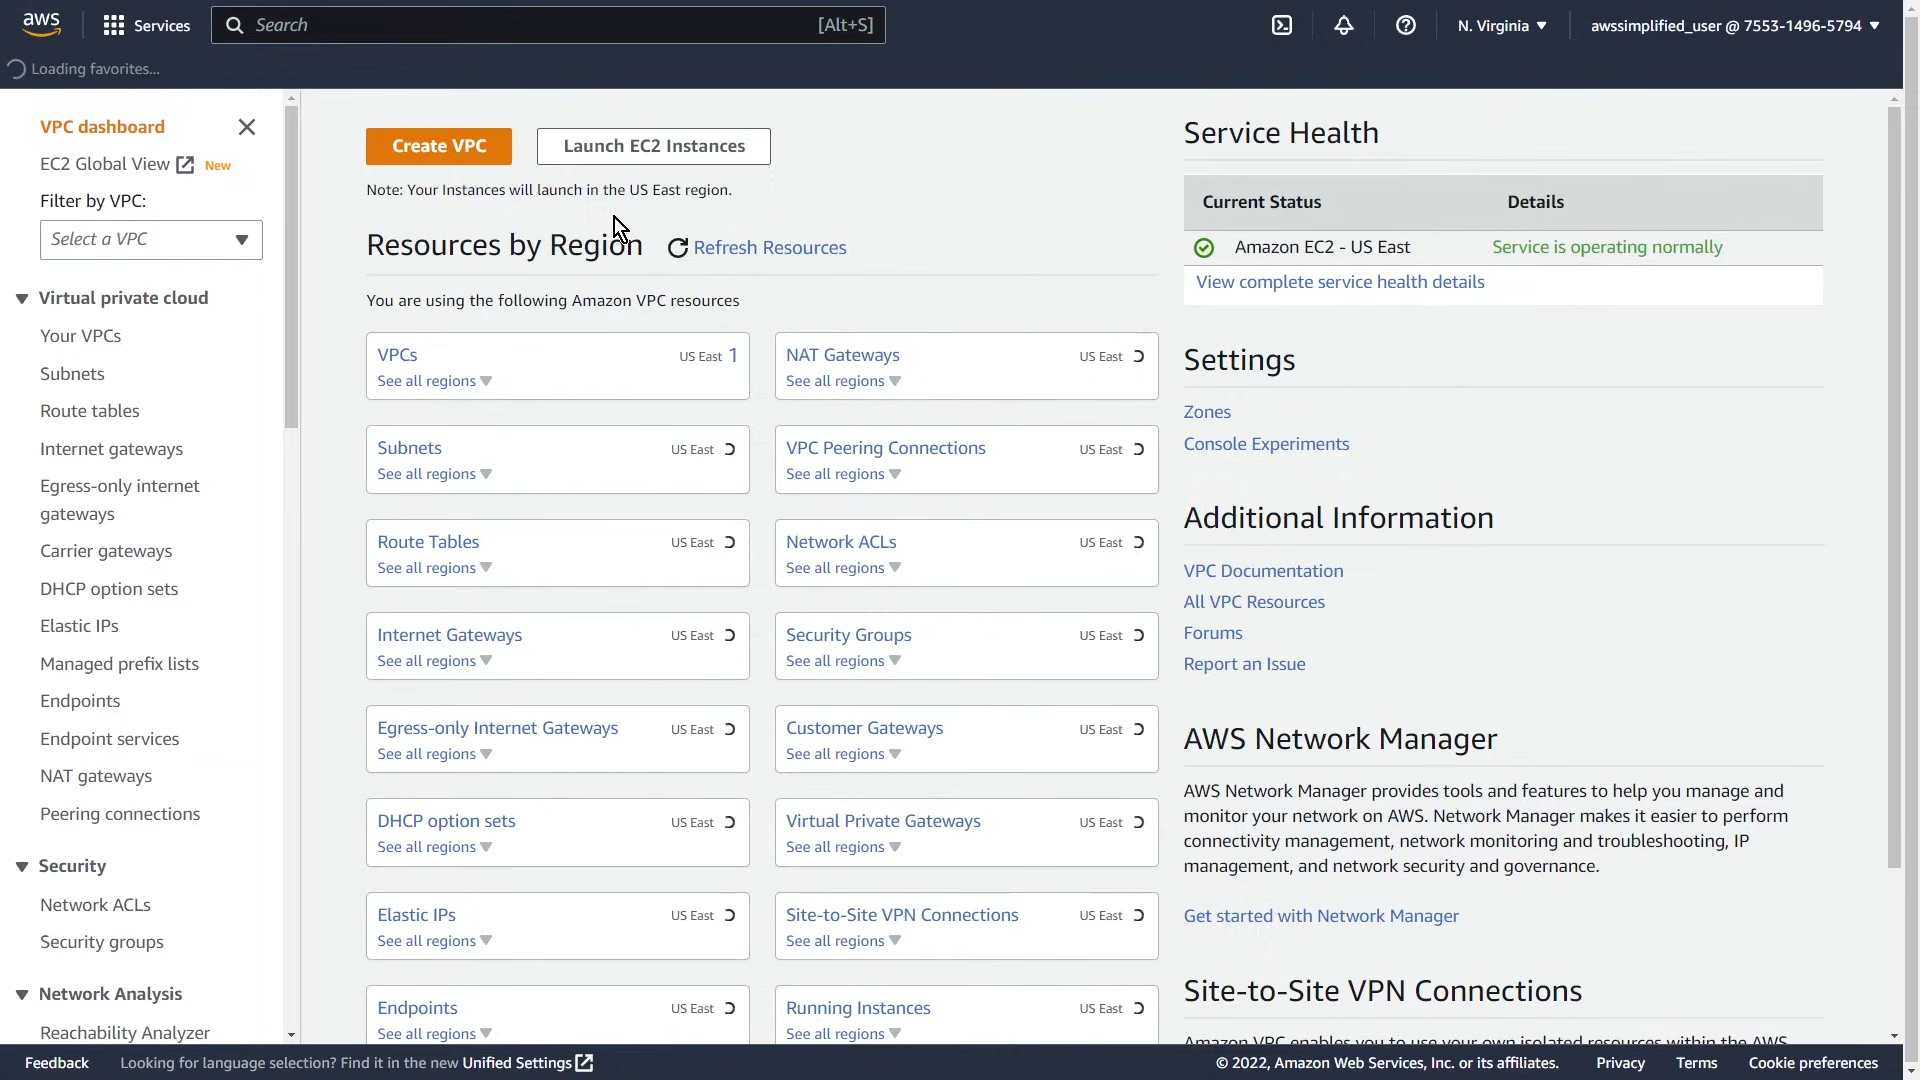 aws
Services
Search [Alt+S]
N. Virginia
awssimplified_user @ 7553-1496-5794
Loading favorites...
VPC dashboard
EC2 Global View New
Filter by VPC:
Select a VPC
Virtual private cloud
Your VPCs
Subnets
Route tables
Internet gateways
Egress-only internet
gateways
Carrier gateways
DHCP option sets
Elastic IPs
Managed prefix lists
Endpoints
Endpoint services
NAT gateways
Peering connections
Security
Network ACLs
Security groups
Network Analysis
Reachability Analyzer
Create VPC
Launch EC2 Instances
Note: Your Instances will launch in the US East region.
Resources by Region
Refresh Resources
You are using the following Amazon VPC resources
VPCs US East 1
See all regions
NAT Gateways US East
See all regions
Subnets US East
See all regions
VPC Peering Connections US East
See all regions
Route Tables US East
See all regions
Network ACLs US East
See all regions
Internet Gateways US East
See all regions
Security Groups US East
See all regions
Egress-only Internet Gateways US East
See all regions
Customer Gateways US East
See all regions
DHCP option sets US East
See all regions
Virtual Private Gateways US East
See all regions
Elastic IPs US East
See all regions
Site-to-Site VPN Connections US East
See all regions
Endpoints US East
See all regions
Running Instances US East
See all regions
Service Health
Current Status Details
Amazon EC2 - US East Service is operating normally
View complete service health details
Settings
Zones
Console Experiments
Additional Information
VPC Documentation
All VPC Resources
Forums
Report an Issue
AWS Network Manager
AWS Network Manager provides tools and features to help you manage and
monitor your network on AWS. Network Manager makes it easier to perform
connectivity management, network monitoring and troubleshooting, IP
management, and network security and governance.
Get started with Network Manager
Site-to-Site VPN Connections
Amazon VPC enables you to use your own isolated resources within the AWS
Feedback
Looking for language selection? Find it in the new Unified Settings
© 2022, Amazon Web Services, Inc. or its affiliates.
Privacy
Terms
Cookie preferences